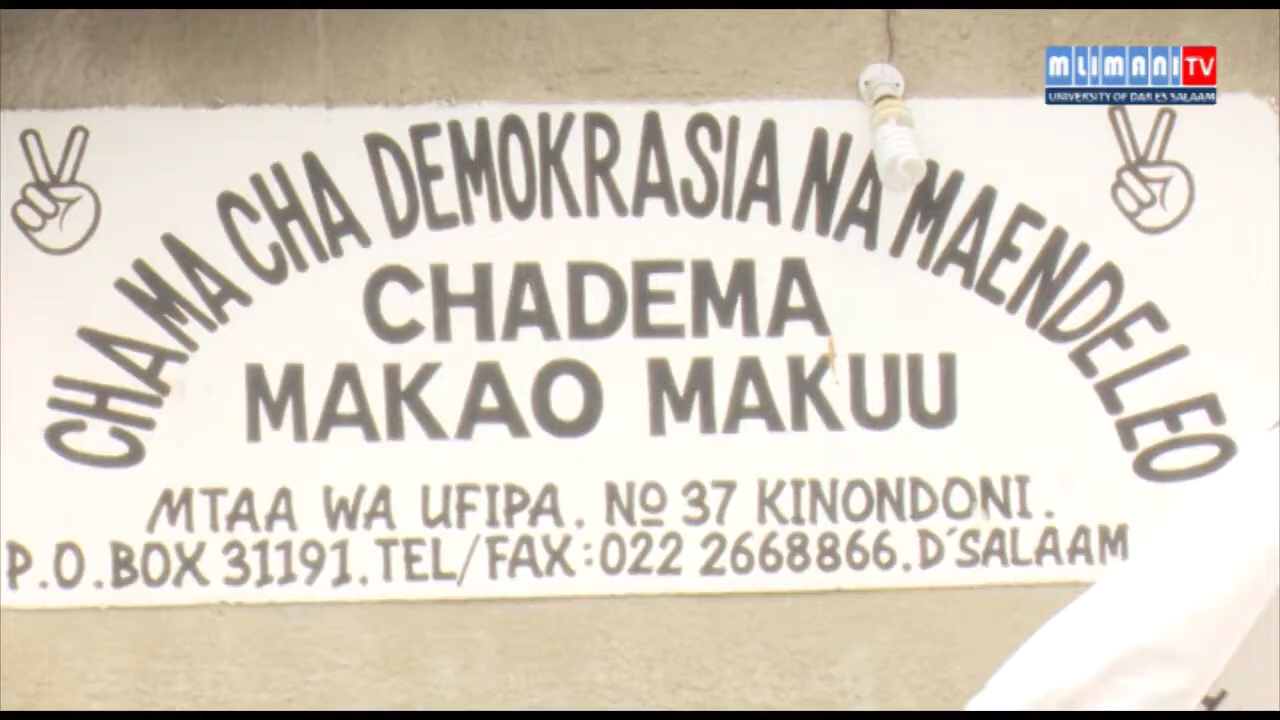 MLIMANI TV
UNIVERSITY OF DAR ES SALAAM
CHAMA CHA DEMOKRASIA NA MAENDELEO
CHADEMA
MAKAO MAKUU
MTAA WA UFIPA. Nº 37 KINONDONI.
P.O.BOX 31191.TEL/FAX:022 2668866.D'SALAAM